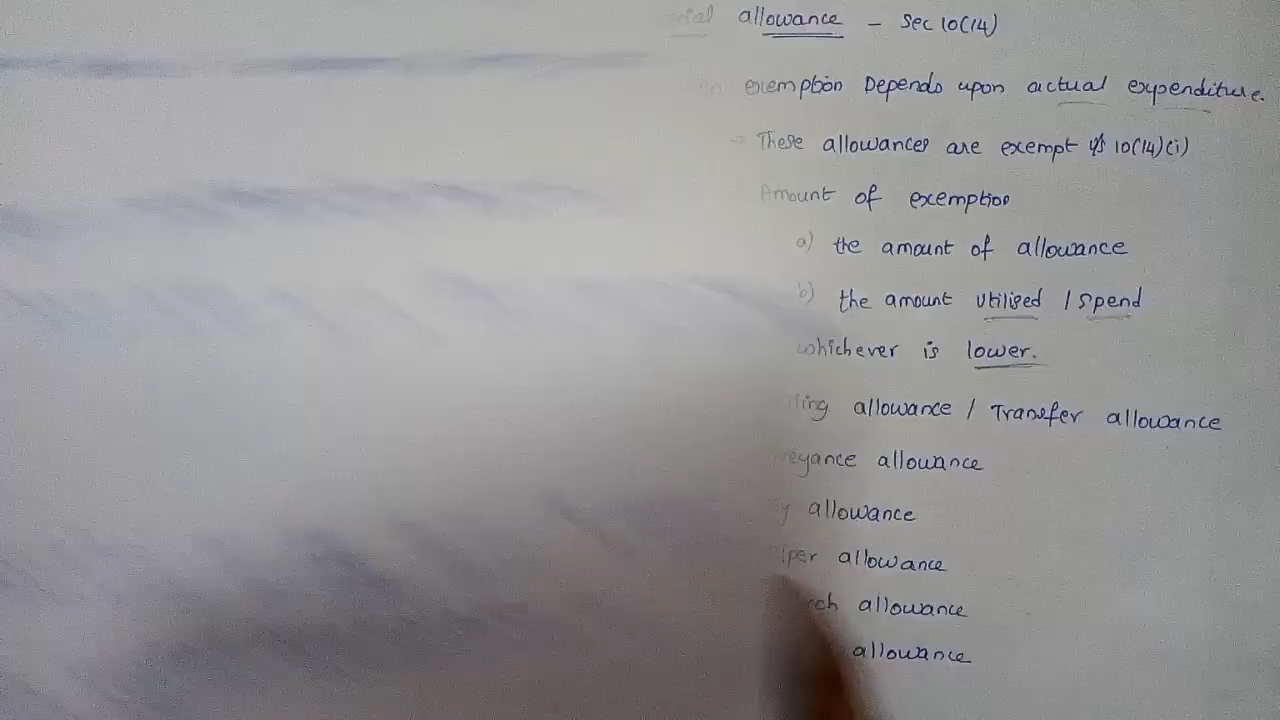 allowance - Sec 10(14)
exemption Depends upon actual expenditure.
These allowances are exempt u/s 10(14)(i)
Amount of exemption
a) the amount of allowance
b) the amount utilised / spend
whichever is lower.
allowance / Transfer allowance
allowance
allowance
allowance
allowance
allowance